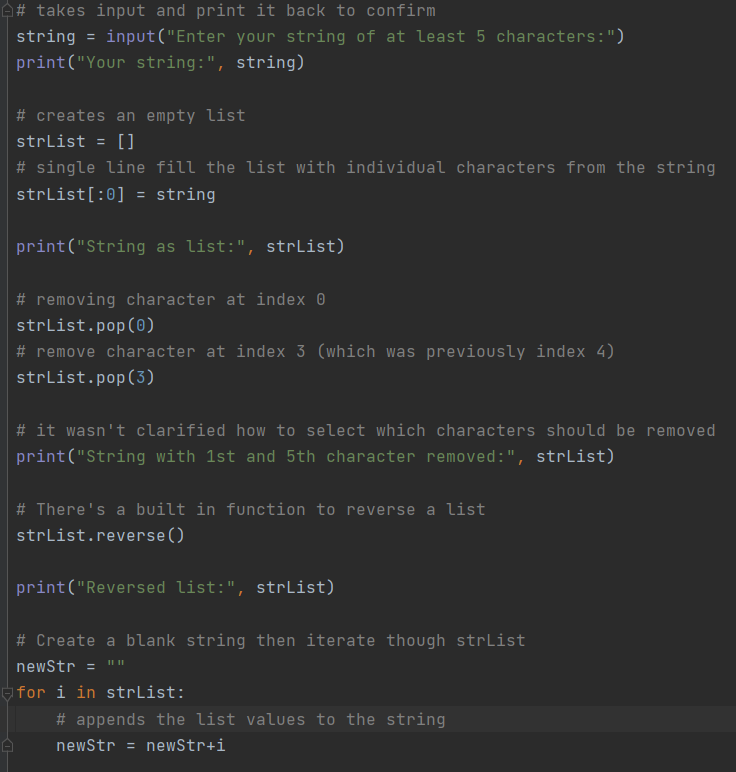 # takes input and print it back to confirm
string = input("Enter your string of at least 5 characters:")
print("Your string:", string)

# creates an empty list
strList = []
# single line fill the list with individual characters from the string
strList[:0] = string

print("String as list:", strList)

# removing character at index 0
strList.pop(0)
# remove character at index 3 (which was previously index 4)
strList.pop(3)

# it wasn't clarified how to select which characters should be removed
print("String with 1st and 5th character removed:", strList)

# There's a built in function to reverse a list
strList.reverse()

print("Reversed list:", strList)

# Create a blank string then iterate though strList
newStr = ""
for i in strList:
    # appends the list values to the string
    newStr = newStr+i